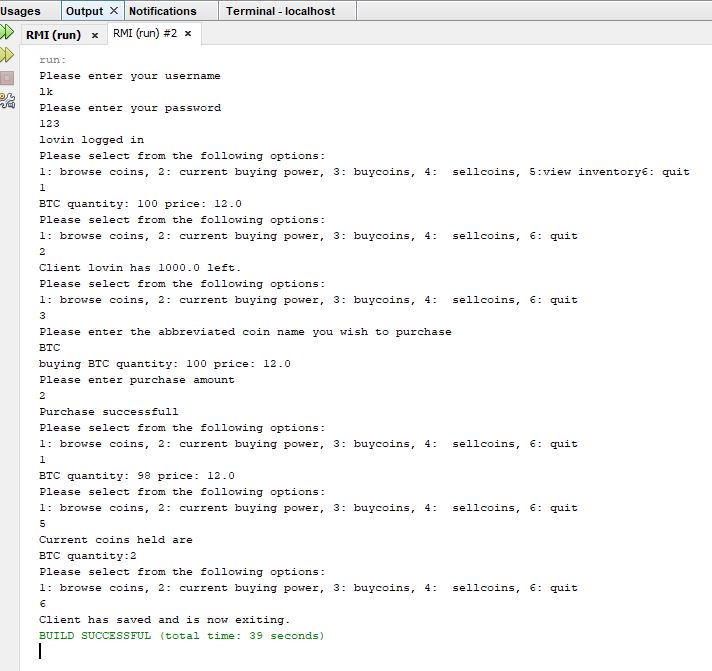 Usages Output Notifications Terminal - localhost
RMI (run) RMI (run) #2
run:
Please enter your username
lk
Please enter your password
123
lovin logged in
Please select from the following options:
1: browse coins, 2: current buying power, 3: buycoins, 4:  sellcoins, 5:view inventory6: quit
1
BTC quantity: 100 price: 12.0
Please select from the following options:
1: browse coins, 2: current buying power, 3: buycoins, 4:  sellcoins, 6: quit
2
Client lovin has 1000.0 left.
Please select from the following options:
1: browse coins, 2: current buying power, 3: buycoins, 4:  sellcoins, 6: quit
3
Please enter the abbreviated coin name you wish to purchase
BTC
buying BTC quantity: 100 price: 12.0
Please enter purchase amount
2
Purchase successfull
Please select from the following options:
1: browse coins, 2: current buying power, 3: buycoins, 4:  sellcoins, 6: quit
1
BTC quantity: 98 price: 12.0
Please select from the following options:
1: browse coins, 2: current buying power, 3: buycoins, 4:  sellcoins, 6: quit
5
Current coins held are
BTC quantity:2
Please select from the following options:
1: browse coins, 2: current buying power, 3: buycoins, 4:  sellcoins, 6: quit
6
Client has saved and is now exiting.
BUILD SUCCESSFUL (total time: 39 seconds)